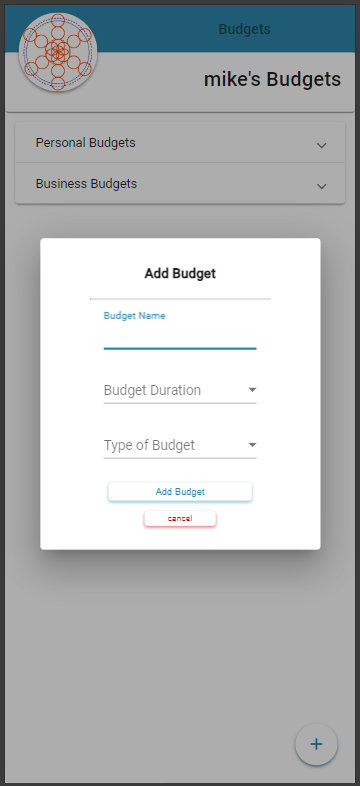 Budgets
mike's Budgets
Personal Budgets
Business Budgets
Add Budget
Budget Name
Budget Duration
Type of Budget
Add Budget
cancel
+